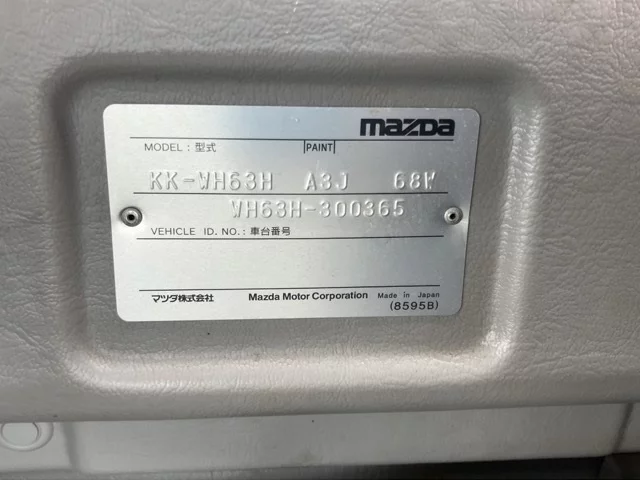 mazda
MODEL : 型式 |PAINT|
KK-WH63H A3J 68W
WH63H-300365
VEHICLE ID. NO. : 車台番号
マツダ株式会社 Mazda Motor Corporation Made in Japan
(8595B)